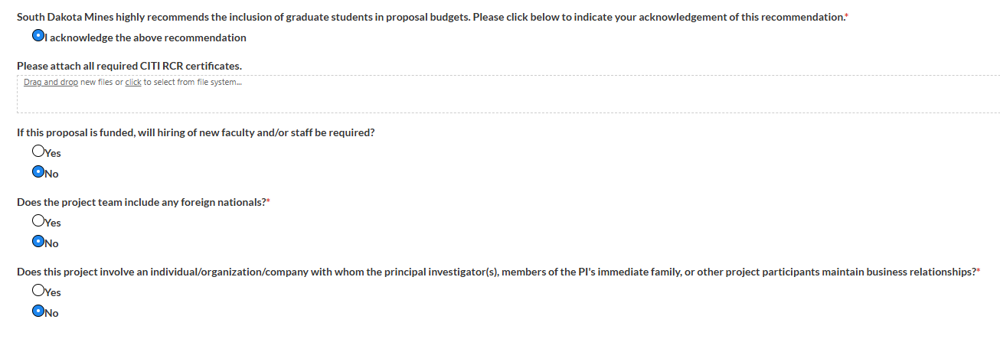 South Dakota Mines highly recommends the inclusion of graduate students in proposal budgets. Please click below to indicate your acknowledgement of this recommendation.*
I acknowledge the above recommendation
Please attach all required CITI RCR certificates.
Drag and drop new files or click to select from file system...
If this proposal is funded, will hiring of new faculty and/or staff be required?
Yes
No
Does the project team include any foreign nationals?*
Yes
No
Does this project involve an individual/organization/company with whom the principal investigator(s), members of the PI's immediate family, or other project participants maintain business relationships?*
Yes
No